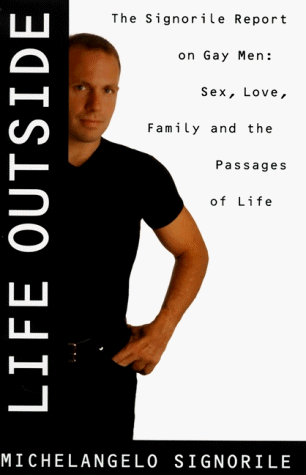 LIFE OUTSIDE
The Signorile Report
on Gay Men:
Sex, Love,
Family and the
Passages
of Life
MICHELANGELO SIGNORILE